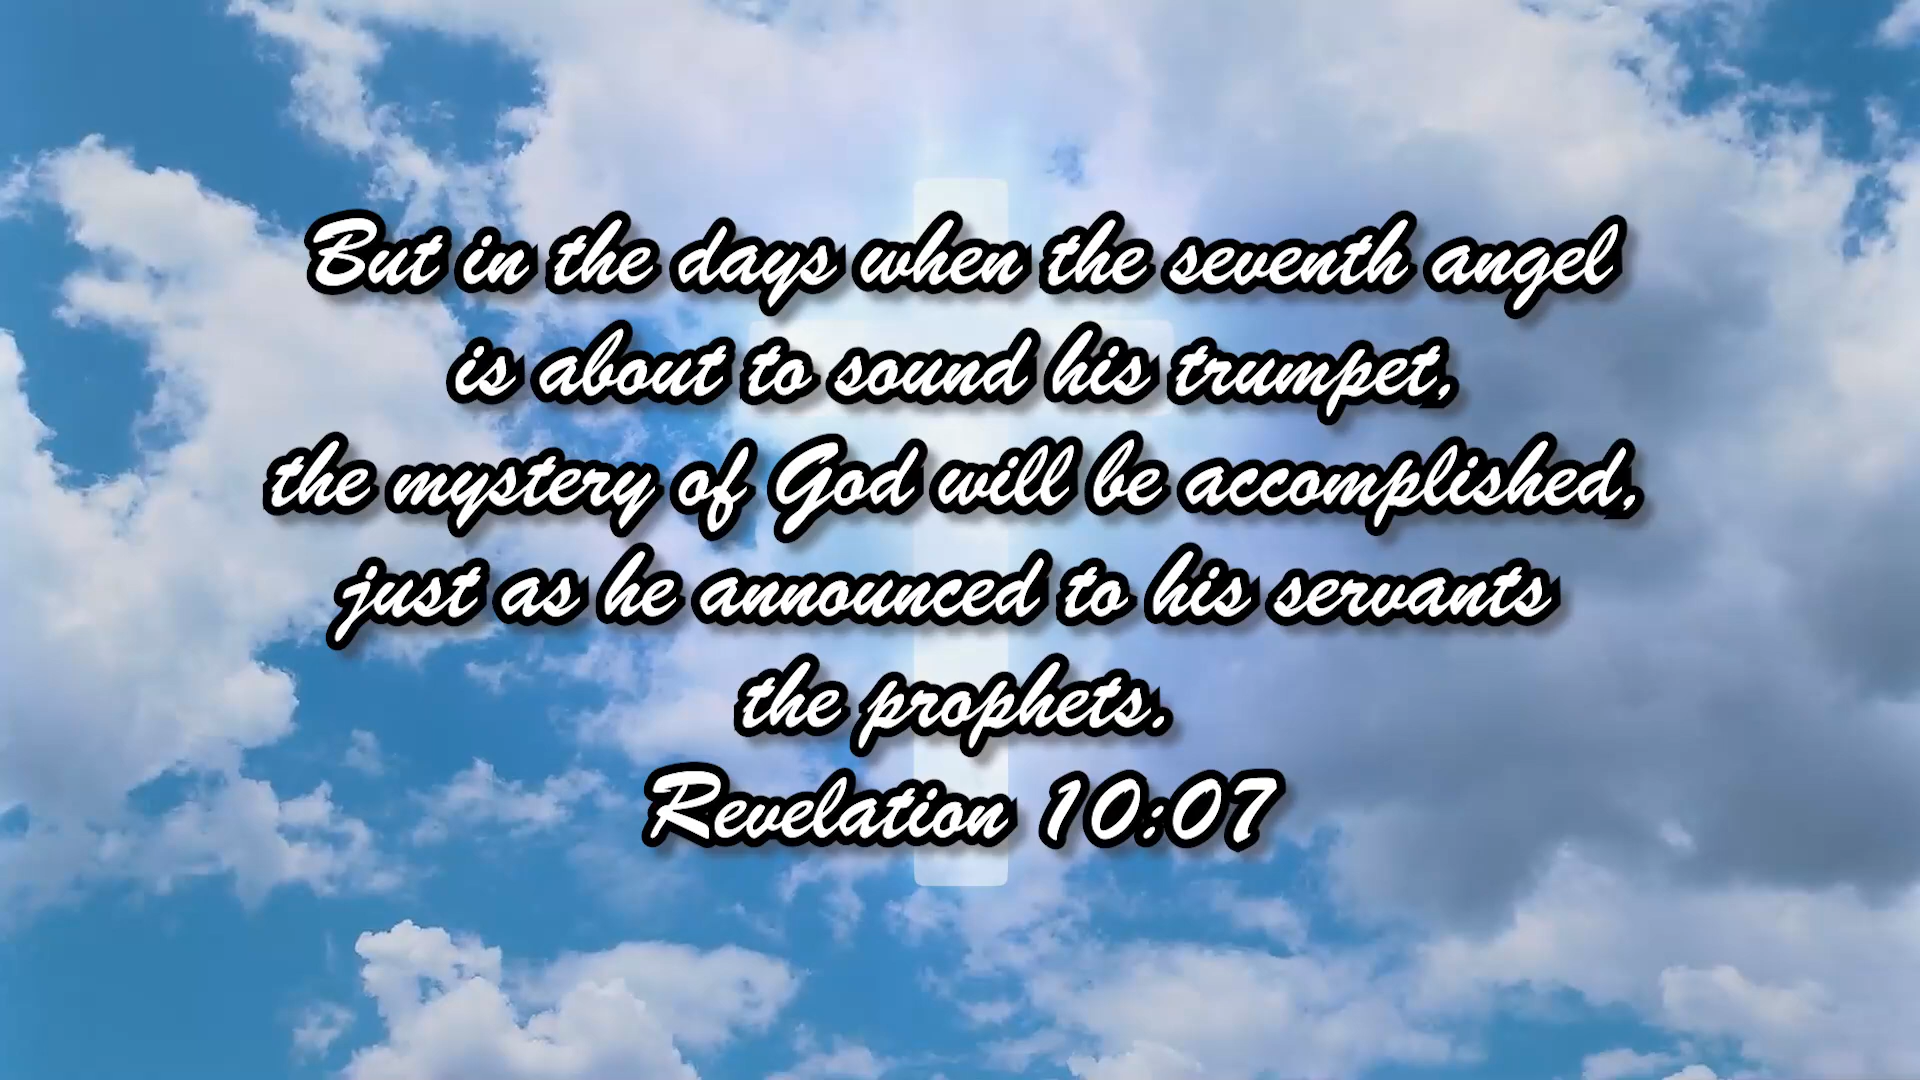 But in the days when the seventh angel
is about to sound his trumpet,
the mystery of God will be accomplished,
just as he announced to his servants
the prophets.
Revelation 10:07